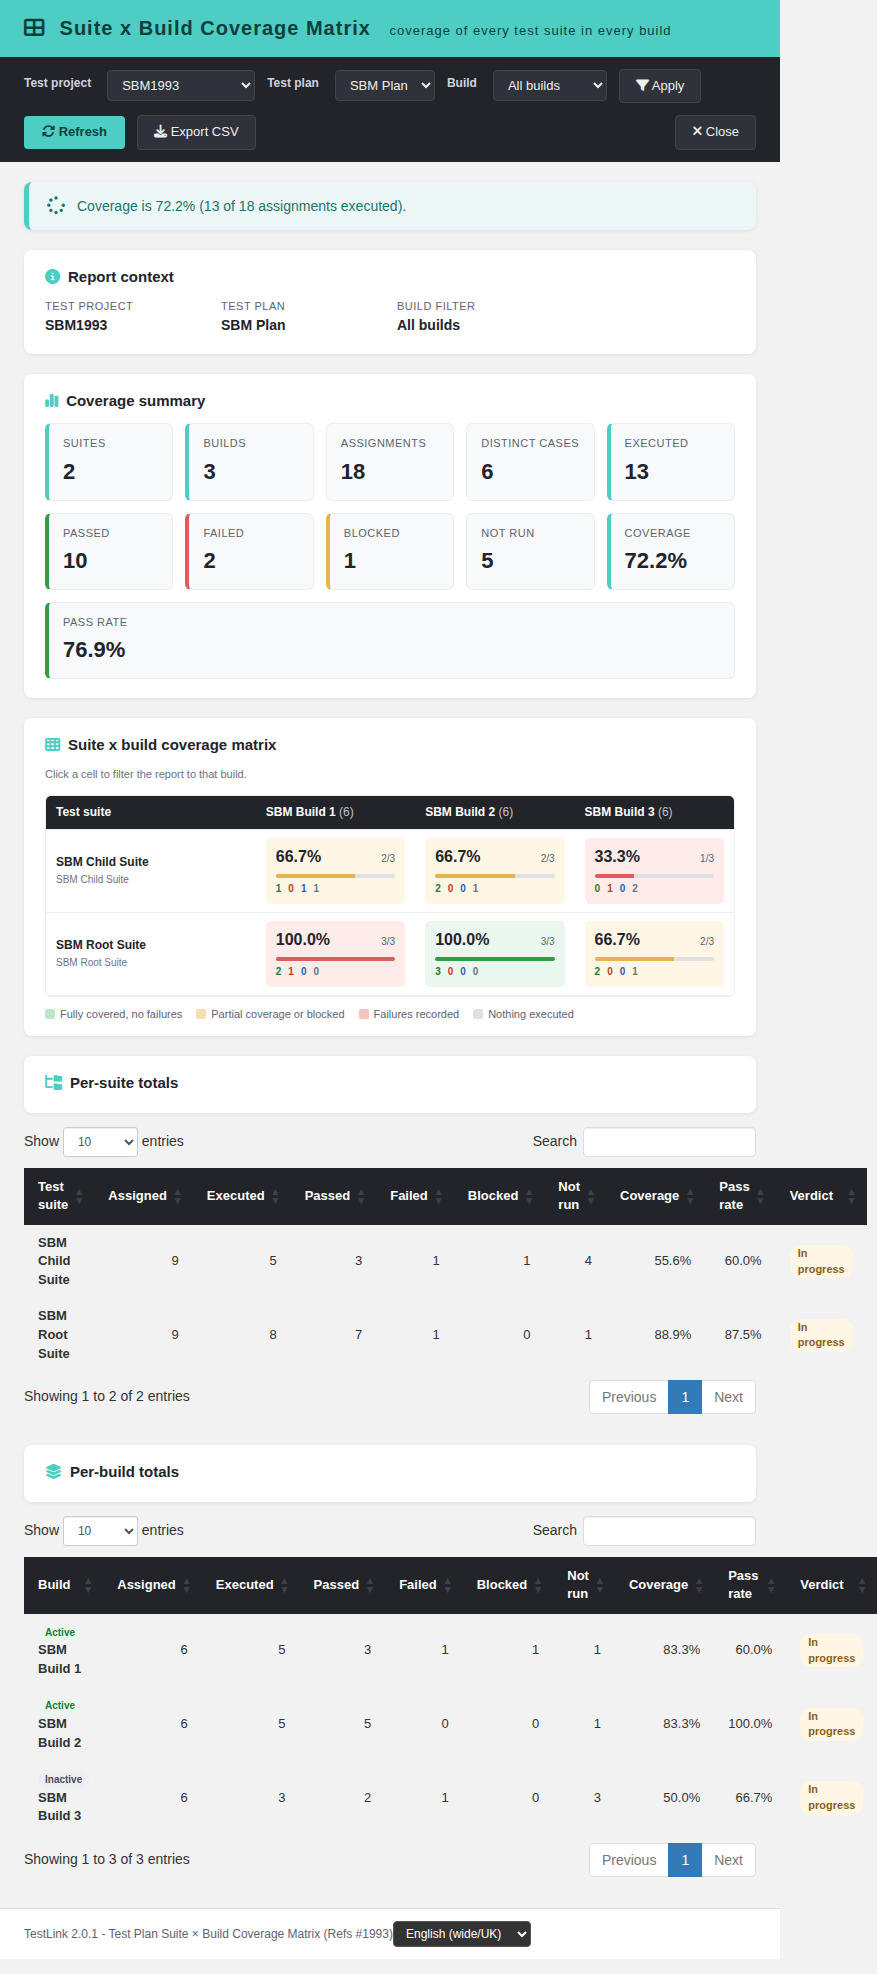 Suite x Build Coverage Matrix coverage of every test suite in every build
Test project SBM1993 Test plan SBM Plan Build All builds Apply
Refresh Export CSV Close
Coverage is 72.2% (13 of 18 assignments executed).
Report context
TEST PROJECT TEST PLAN BUILD FILTER
SBM1993 SBM Plan All builds
Coverage summary
SUITES BUILDS ASSIGNMENTS DISTINCT CASES EXECUTED
2 3 18 6 13
PASSED FAILED BLOCKED NOT RUN COVERAGE
10 2 1 5 72.2%
PASS RATE
76.9%
Suite x build coverage matrix
Click a cell to filter the report to that build.
Test suite SBM Build 1 (6) SBM Build 2 (6) SBM Build 3 (6)
SBM Child Suite 66.7% 2/3 66.7% 2/3 33.3% 1/3
SBM Child Suite 1 0 1 1 2 0 0 1 0 1 0 2
SBM Root Suite 100.0% 3/3 100.0% 3/3 66.7% 2/3
SBM Root Suite 2 1 0 0 3 0 0 0 2 0 0 1
Fully covered, no failures Partial coverage or blocked Failures recorded Nothing executed
Per-suite totals
Show 10 entries Search
Test suite Assigned Executed Passed Failed Blocked Not run Coverage Pass rate Verdict
SBM Child Suite 9 5 3 1 1 4 55.6% 60.0% In progress
SBM Root Suite 9 8 7 1 0 1 88.9% 87.5% In progress
Showing 1 to 2 of 2 entries Previous 1 Next
Per-build totals
Show 10 entries Search
Build Assigned Executed Passed Failed Blocked Not run Coverage Pass rate Verdict
Active SBM Build 1 6 5 3 1 1 1 83.3% 60.0% In progress
Active SBM Build 2 6 5 5 0 0 1 83.3% 100.0% In progress
Inactive SBM Build 3 6 3 2 1 0 3 50.0% 66.7% In progress
Showing 1 to 3 of 3 entries Previous 1 Next
TestLink 2.0.1 - Test Plan Suite × Build Coverage Matrix (Refs #1993) English (wide/UK)